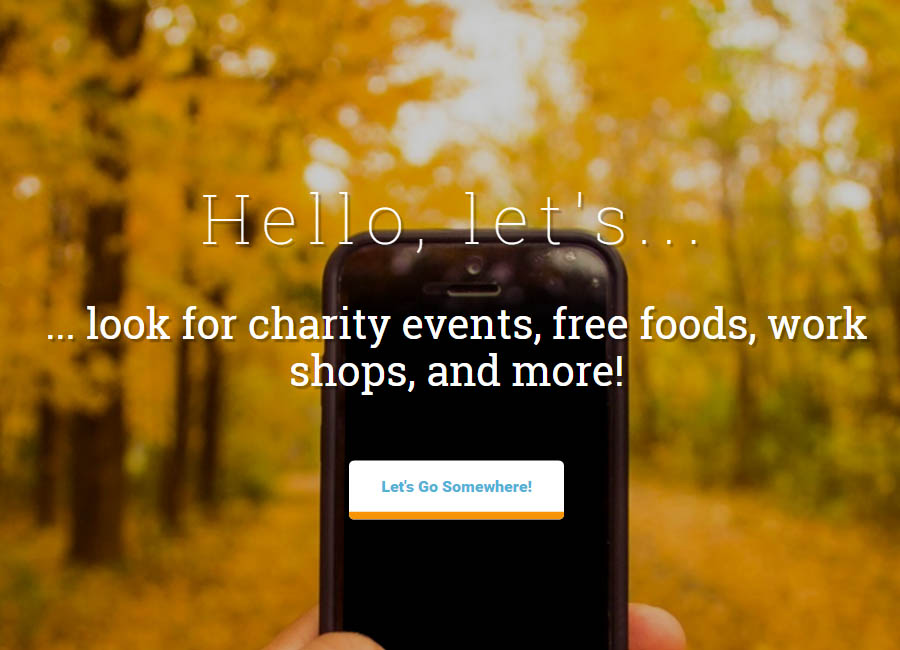 Hello, let's...
... look for charity events, free foods, work
shops, and more!
Let's Go Somewhere!